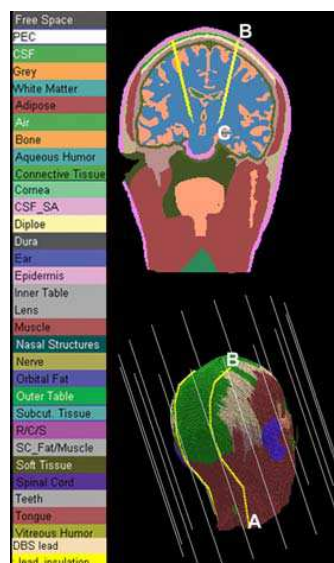 Free Space
PEC
CSF
Grey
White Matter
Adipose
Air
Bone
Aqueous Humor
Connective Tissue
Cornea
CSF_SA
Diploe
Dura
Ear
Epidermis
Inner Table
Lens
Muscle
Nasal Structures
Nerve
Orbital Fat
Outer Table
Subcut. Tissue
R/C/S
SC_Fat/Muscle
Soft Tissue
Spinal Cord
Teeth
Tongue
Vitreous Humor
DBS lead
lead_insulation
B
C
B
A